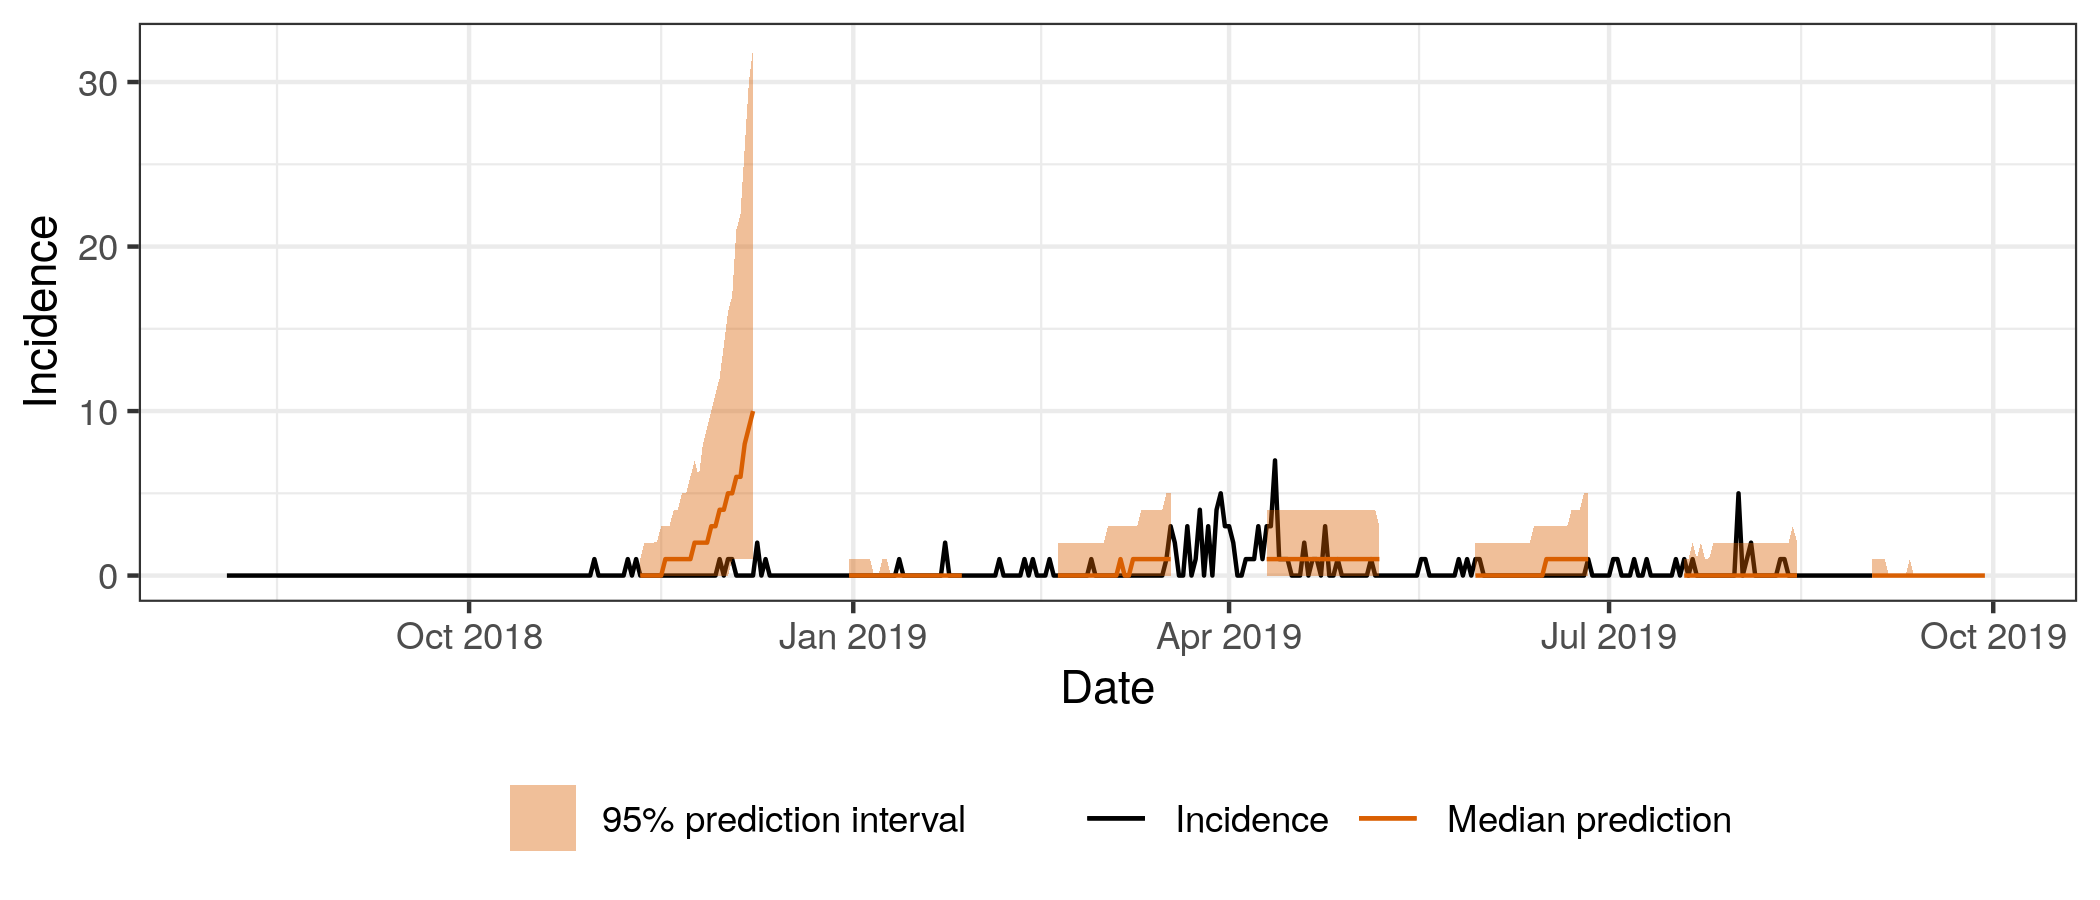 30
20
10
0
Incidence
Oct 2018 Jan 2019 Apr 2019 Jul 2019 Oct 2019
Date
95% prediction interval Incidence Median prediction